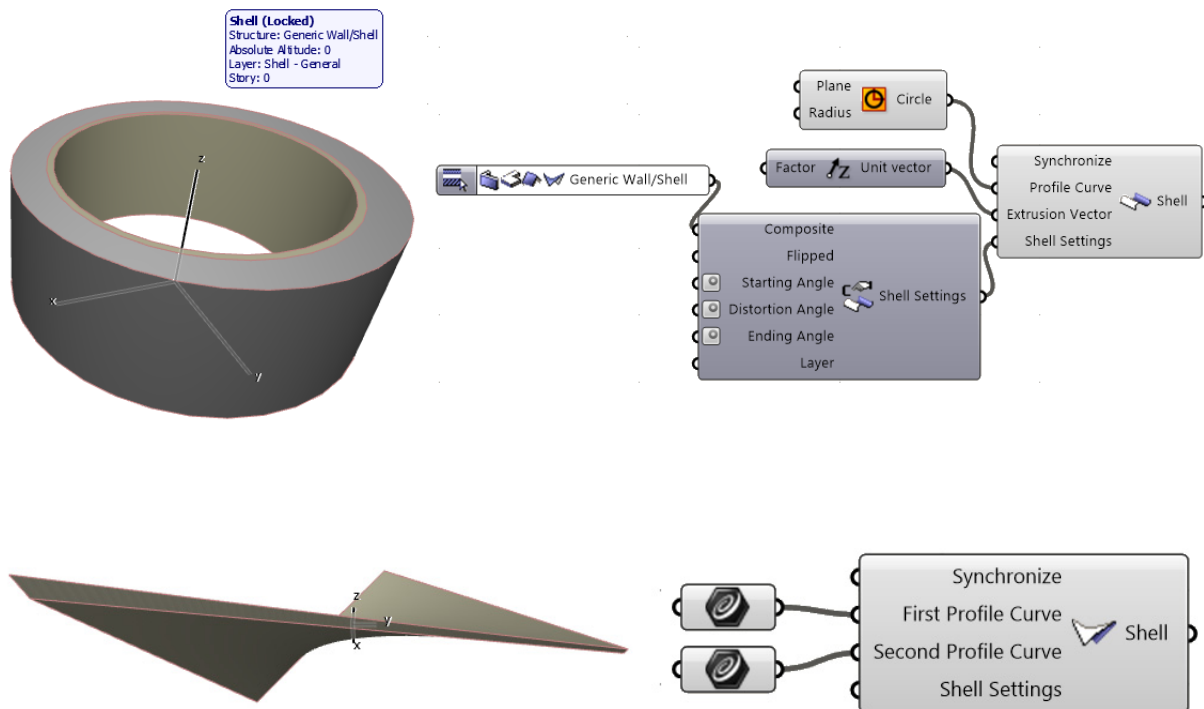 Shell (Locked)
Structure: Generic Wall/Shell
Absolute Altitude: 0
Layer: Shell - General
Story: 0
z
x
y
Plane
Radius
Circle
Factor
Z
Unit vector
Generic Wall/Shell
Synchronize
Profile Curve
Extrusion Vector
Shell Settings
Shell
Composite
Flipped
Starting Angle
Distortion Angle
Ending Angle
Layer
Shell Settings
z
y
x
Synchronize
First Profile Curve
Second Profile Curve
Shell Settings
Shell